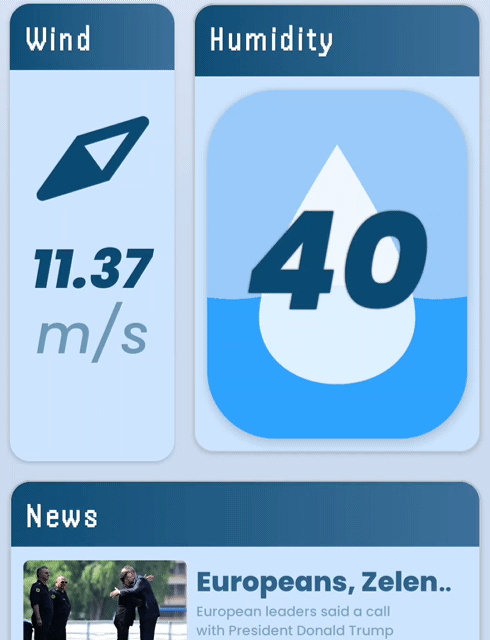 Wind
Humidity
11.37
m/s
40
News
Europeans, Zelen..
European leaders said a call
with President Donald Trump